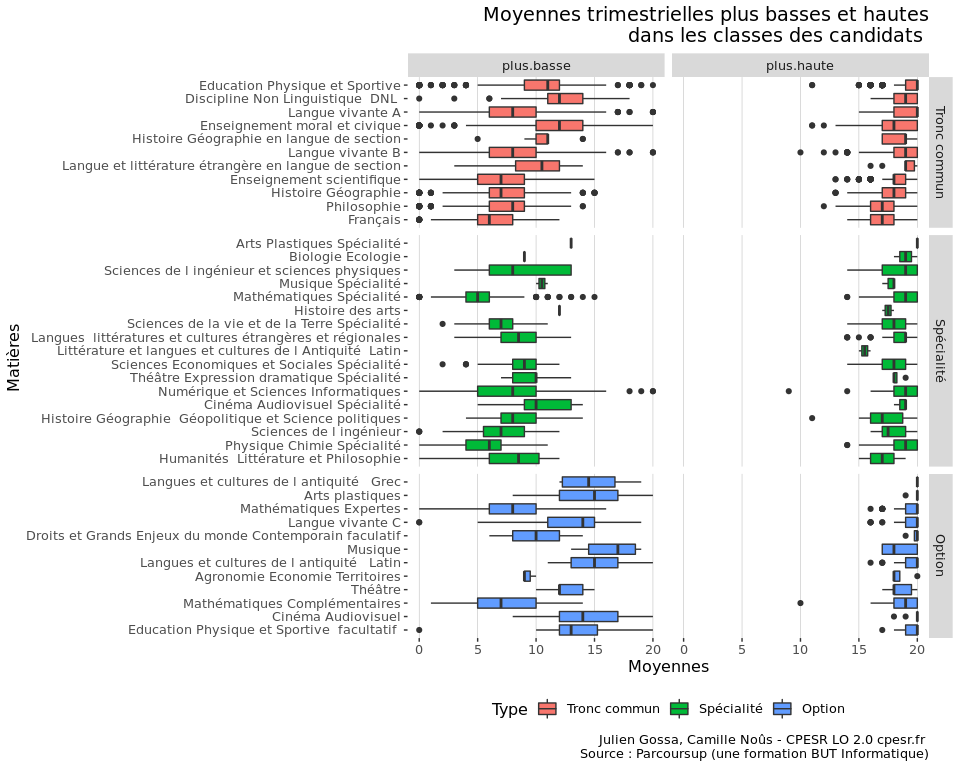 Moyennes trimestrielles plus basses et hautes
dans les classes des candidats
plus.basse
plus.haute
Education Physique et Sportive
Discipline Non Linguistique DNL
Langue vivante A
Enseignement moral et civique
Histoire Géographie en langue de section
Langue vivante B
Langue et littérature étrangère en langue de section
Enseignement scientifique
Histoire Géographie
Philosophie
Français
Tronc commun
Arts Plastiques Spécialité
Biologie Ecologie
Sciences de l ingénieur et sciences physiques
Musique Spécialité
Mathématiques Spécialité
Histoire des arts
Sciences de la vie et de la Terre Spécialité
Langues  littératures et cultures étrangères et régionales
Littérature et langues et cultures de l Antiquité  Latin
Sciences Economiques et Sociales Spécialité
Théâtre Expression dramatique Spécialité
Numérique et Sciences Informatiques
Cinéma Audiovisuel Spécialité
Histoire Géographie  Géopolitique et Science politiques
Sciences de l ingénieur
Physique Chimie Spécialité
Humanités  Littérature et Philosophie
Spécialité
Langues et cultures de l antiquité   Grec
Arts plastiques
Mathématiques Expertes
Langue vivante C
Droits et Grands Enjeux du monde Contemporain faculatif
Musique
Langues et cultures de l antiquité   Latin
Agronomie Economie Territoires
Théâtre
Mathématiques Complémentaires
Cinéma Audiovisuel
Education Physique et Sportive  facultatif
Option
Matières
0 5 10 15 20 0 5 10 15 20
Moyennes
Type Tronc commun Spécialité Option
Julien Gossa, Camille Noûs - CPESR LO 2.0 cpesr.fr
Source : Parcoursup (une formation BUT Informatique)